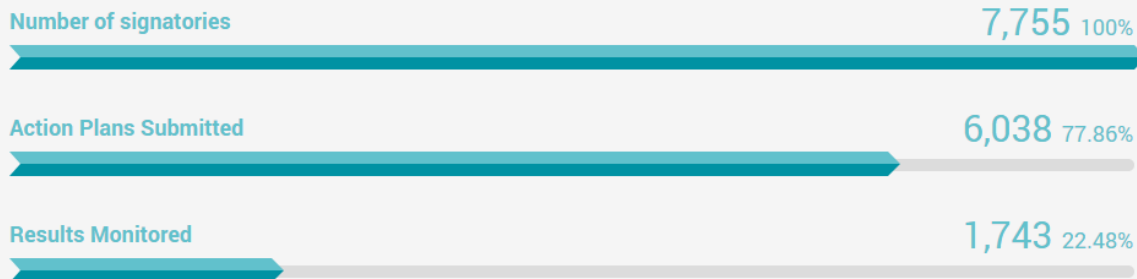 Number of signatories 7,755 100%
Action Plans Submitted 6,038 77.86%
Results Monitored 1,743 22.48%